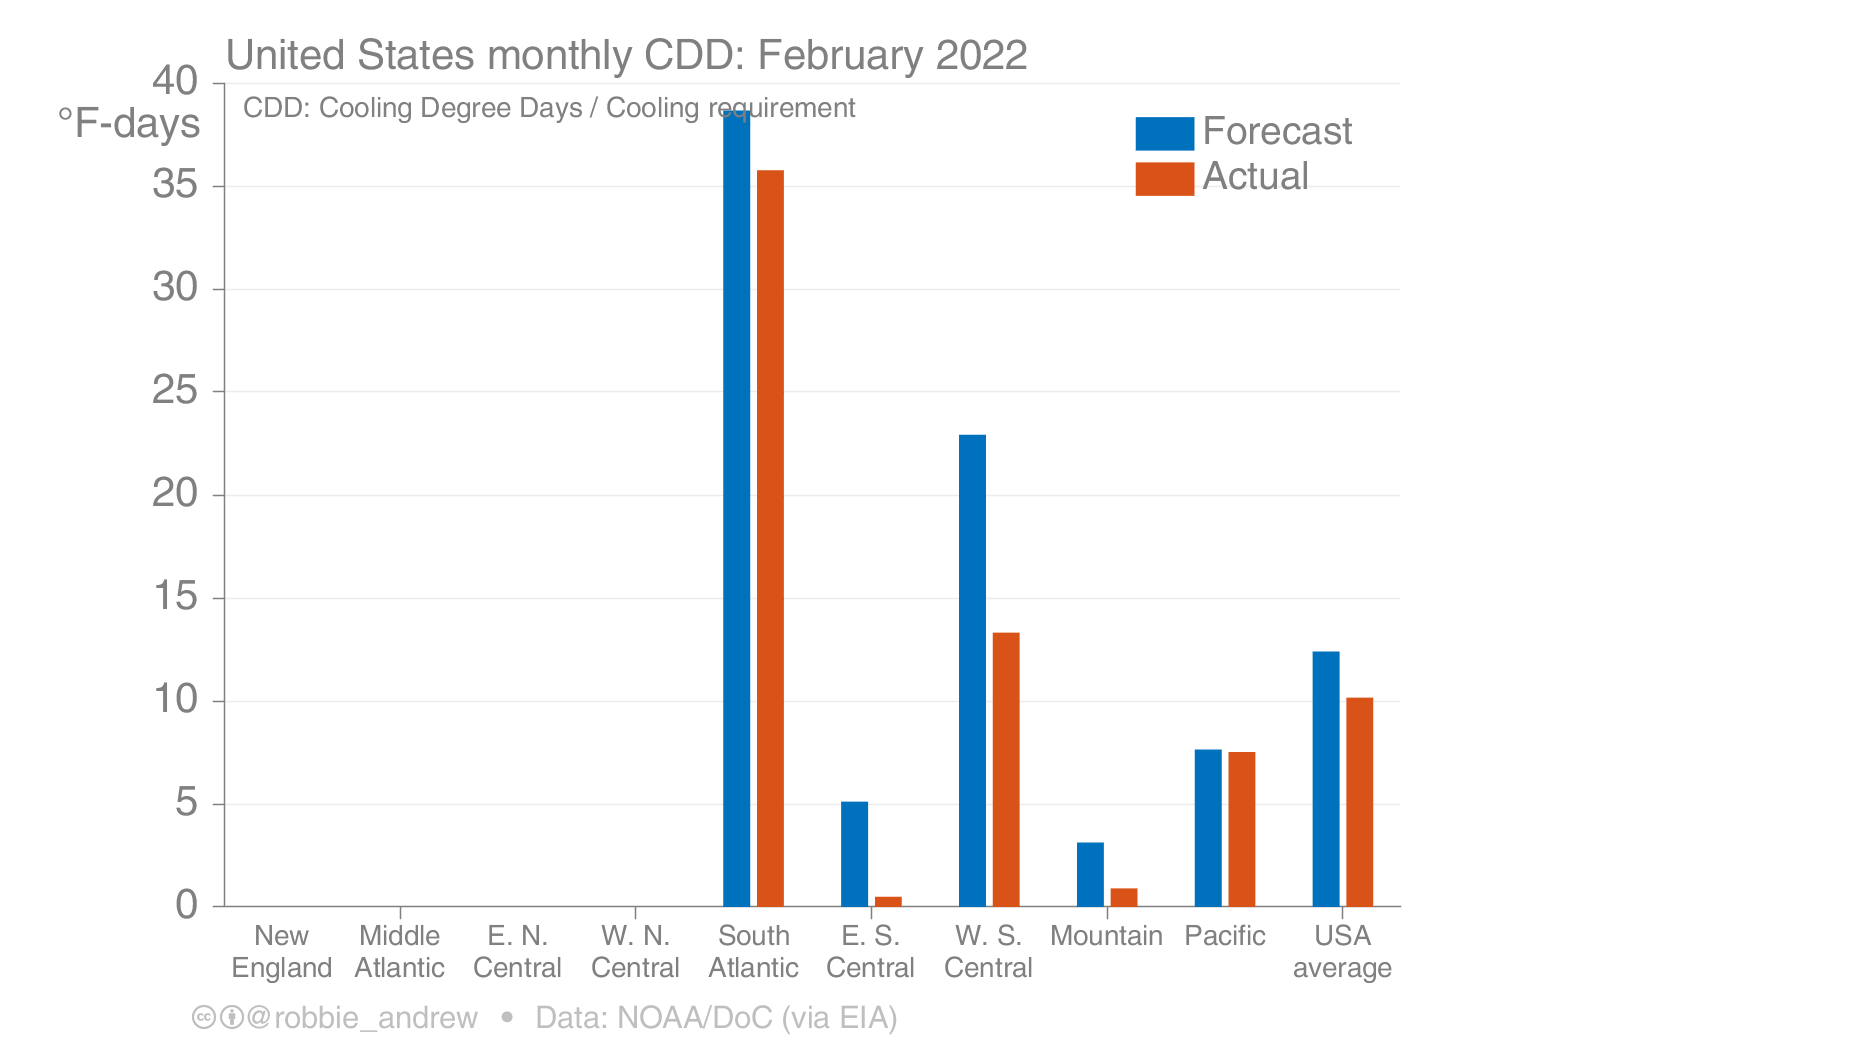 United States monthly CDD: February 2022
40
°F-days
CDD: Cooling Degree Days / Cooling requirement
Forecast
Actual
35
30
25
20
15
10
5
0
New England
Middle Atlantic
E. N. Central
W. N. Central
South Atlantic
E. S. Central
W. S. Central
Mountain
Pacific
USA average
cc @robbie_andrew • Data: NOAA/DoC (via EIA)